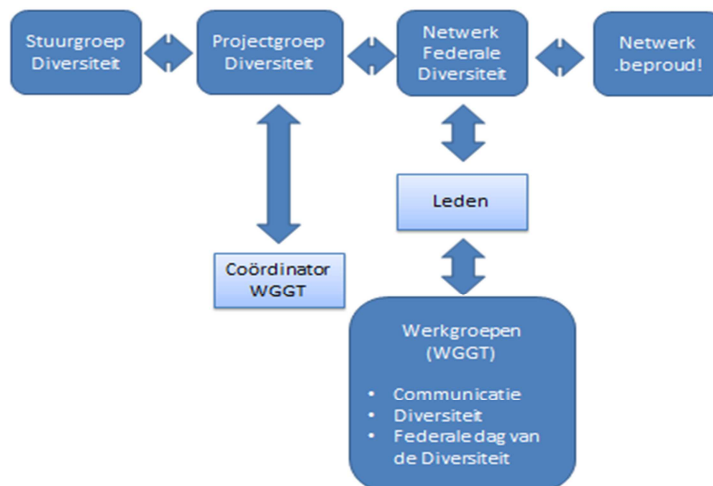 Stuurgroep
Diversiteit
Projectgroep
Diversiteit
Netwerk
Federale
Diversiteit
Netwerk
.beproud!
Leden
Coördinator
WGGT
Werkgroepen
(WGGT)
• Communicatie
• Diversiteit
• Federale dag van
de Diversiteit